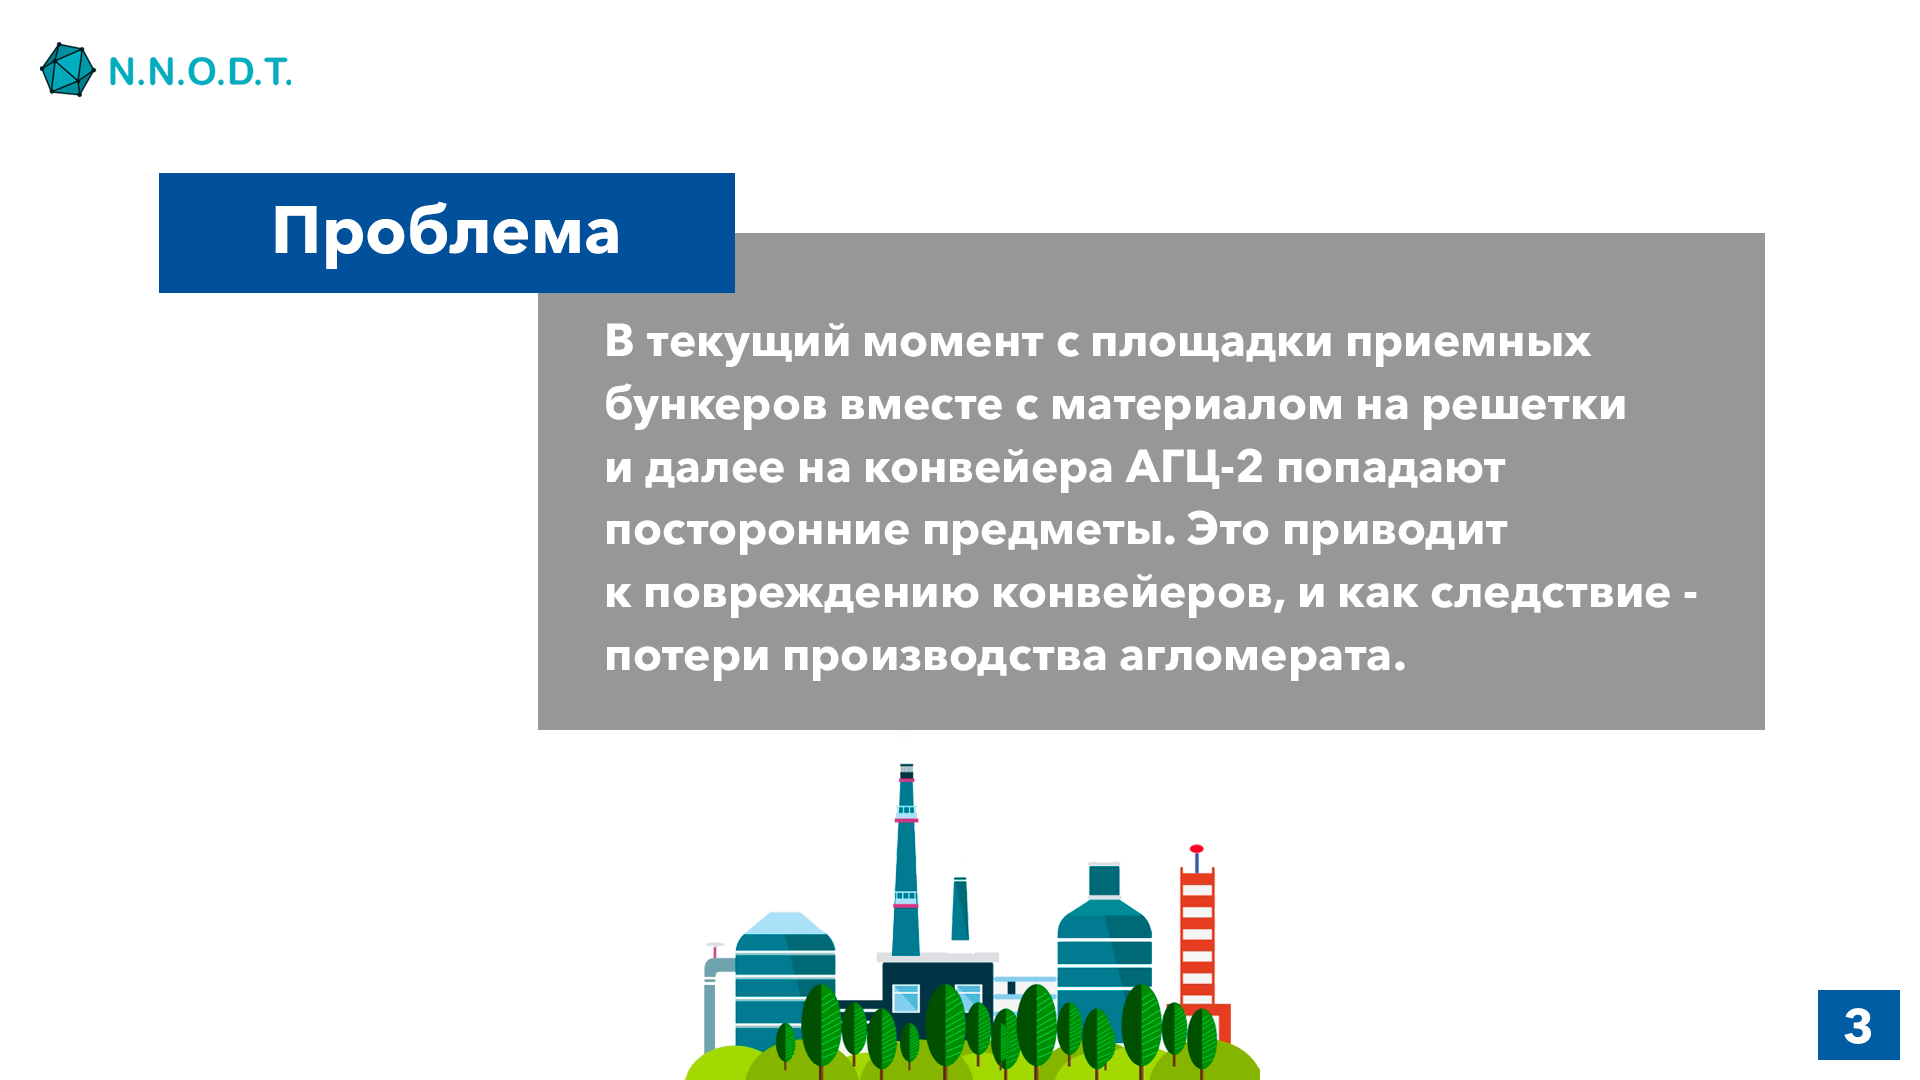 N.N.O.D.T.
Проблема
В текущий момент с площадки приемных
бункеров вместе с материалом на решетки
и далее на конвейера АГЦ-2 попадают
посторонние предметы. Это приводит
к повреждению конвейеров, и как следствие -
потери производства агломерата.
3